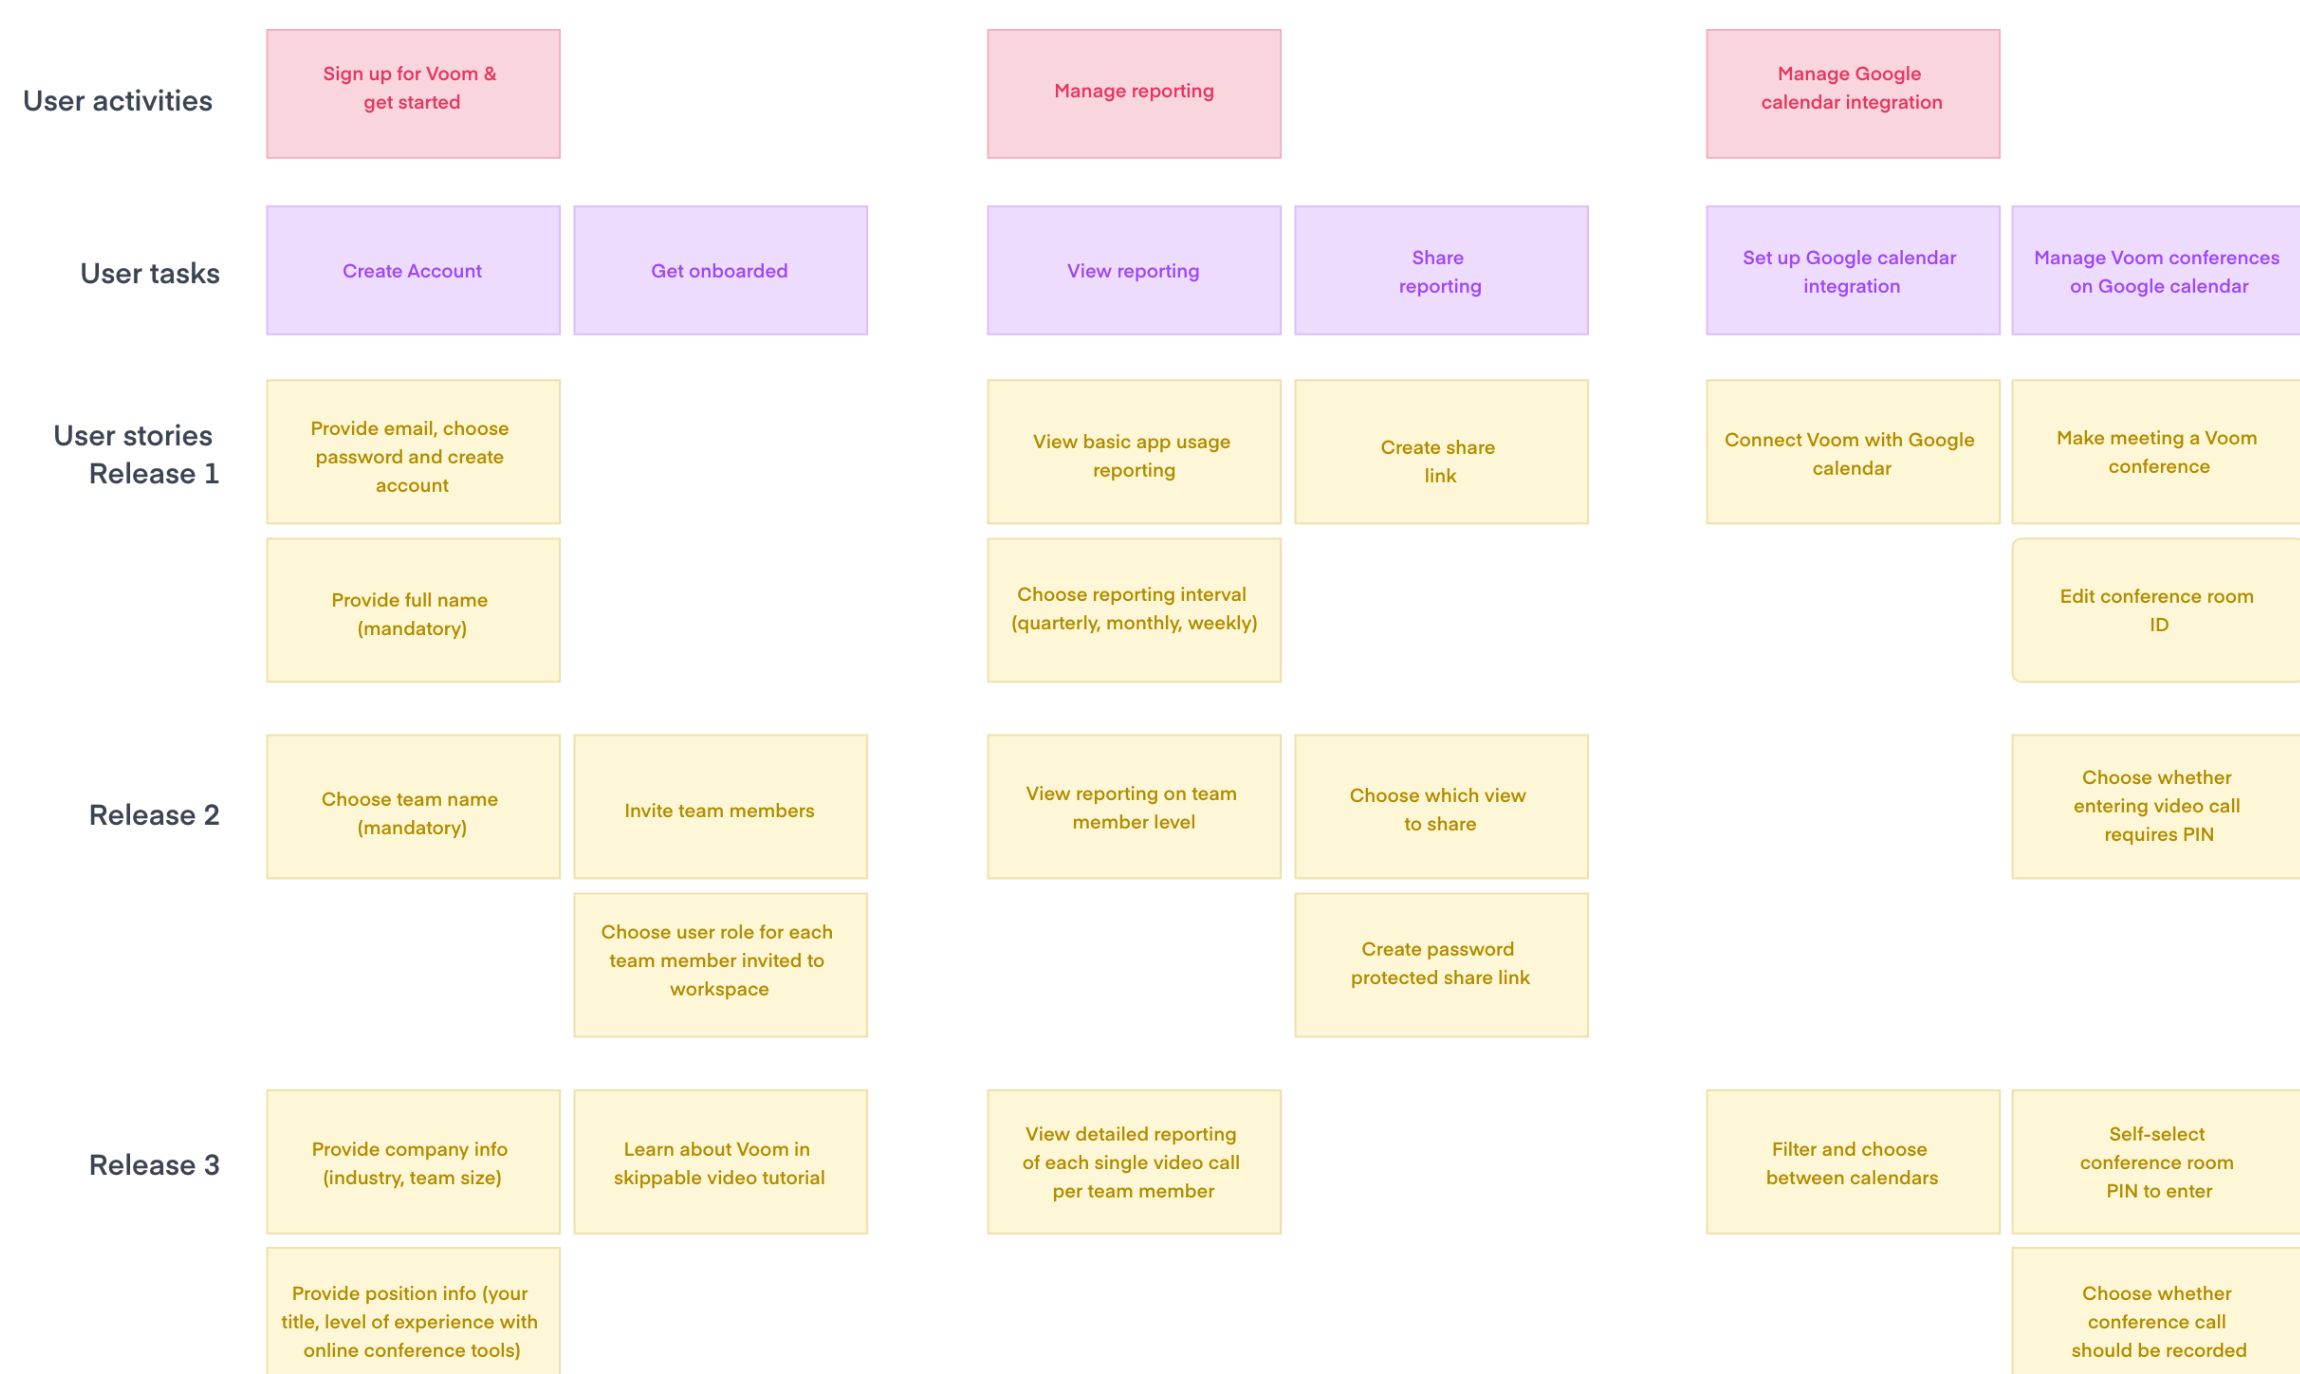 User activities
Sign up for Voom &
get started
Manage reporting
Manage Google
calendar integration
User tasks
Create Account
Get onboarded
View reporting
Share
reporting
Set up Google calendar
integration
Manage Voom conferences
on Google calendar
User stories
Release 1
Provide email, choose
password and create
account
View basic app usage
reporting
Create share
link
Connect Voom with Google
calendar
Make meeting a Voom
conference
Provide full name
(mandatory)
Choose reporting interval
(quarterly, monthly, weekly)
Edit conference room
ID
Release 2
Choose team name
(mandatory)
Invite team members
View reporting on team
member level
Choose which view
to share
Choose whether
entering video call
requires PIN
Choose user role for each
team member invited to
workspace
Create password
protected share link
Release 3
Provide company info
(industry, team size)
Learn about Voom in
skippable video tutorial
View detailed reporting
of each single video call
per team member
Filter and choose
between calendars
Self-select
conference room
PIN to enter
Provide position info (your
title, level of experience with
online conference tools)
Choose whether
conference call
should be recorded